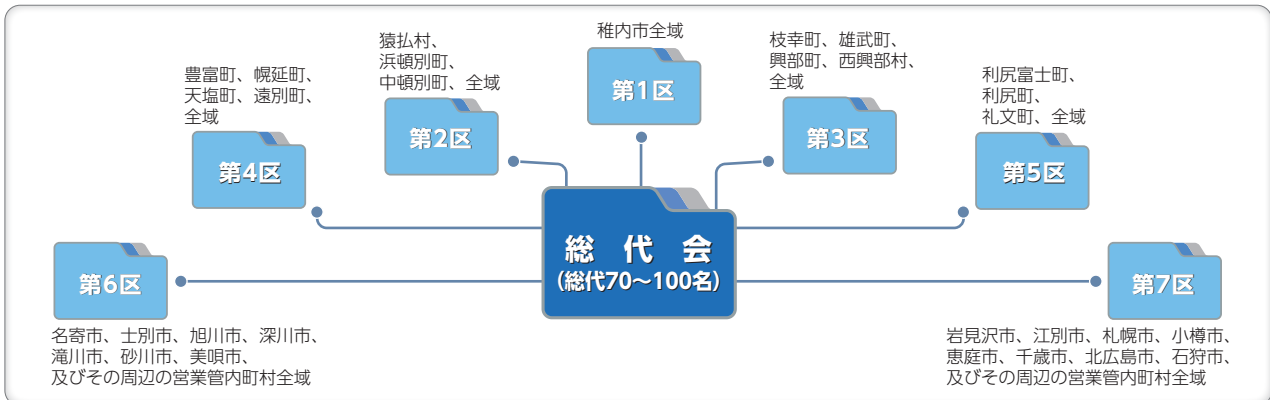 稚内市全域
第1区
猿払村、
浜頓別町、
中頓別町、全域
第2区
枝幸町、雄武町、
興部町、西興部村、
全域
第3区
豊富町、幌延町、
天塩町、遠別町、
全域
第4区
利尻富士町、
利尻町、
礼文町、全域
第5区
総代会
(総代70〜100名)
第6区
名寄市、士別市、旭川市、深川市、
滝川市、砂川市、美唄市、
及びその周辺の営業管内町村全域
第7区
岩見沢市、江別市、札幌市、小樽市、
恵庭市、千歳市、北広島市、石狩市、
及びその周辺の営業管内町村全域